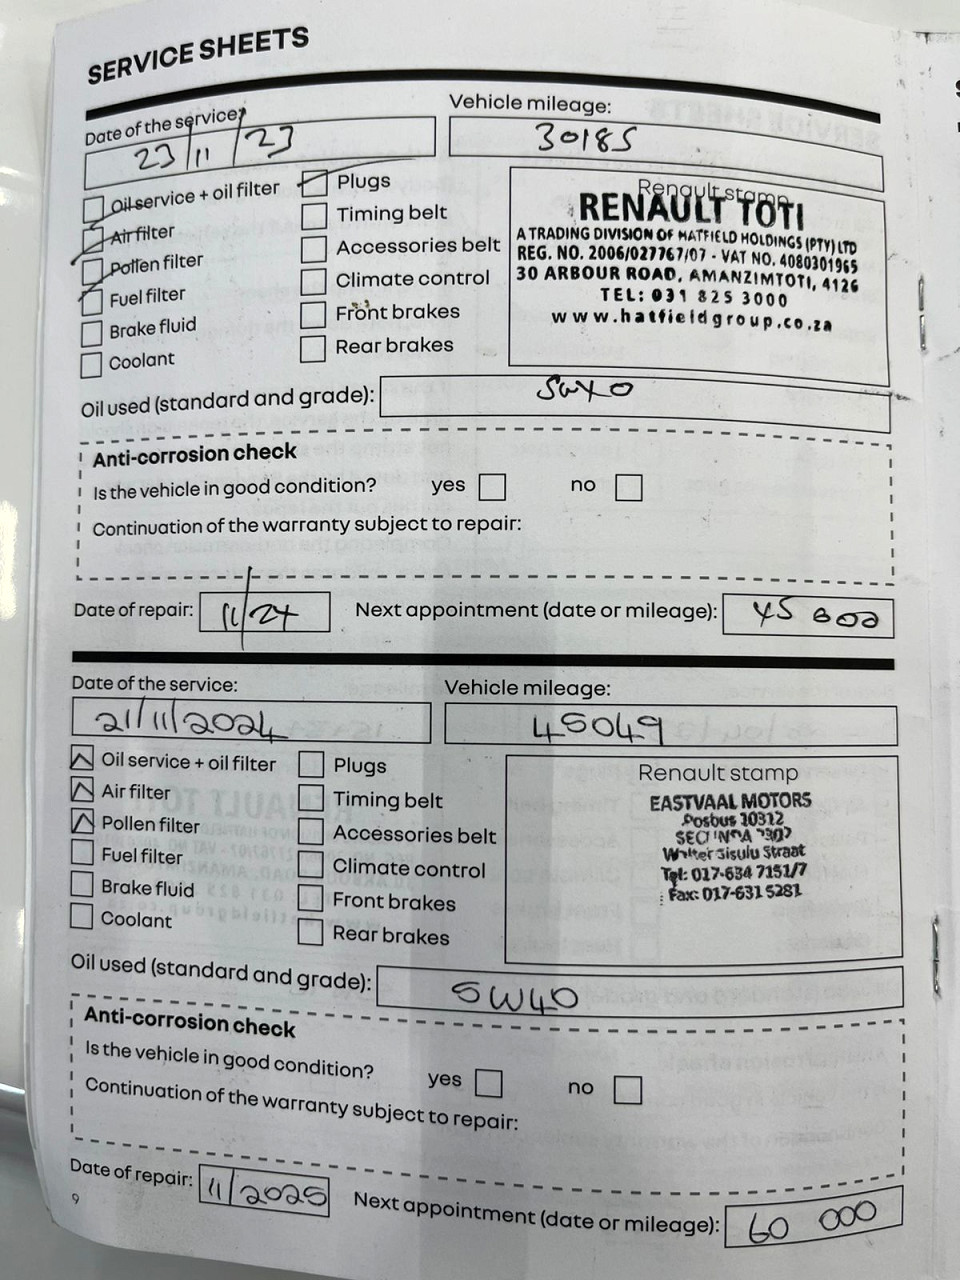 SERVICE SHEETS
Date of the service:
23/11/23
Vehicle mileage:
30185
Oil service + oil filter
Air filter
Pollen filter
Fuel filter
Brake fluid
Coolant
Plugs
Timing belt
Accessories belt
Climate control
Front brakes
Rear brakes
Renault stamp
RENAULT TOTI
A TRADING DIVISION OF HATFIELD HOLDINGS (PTY) LTD
REG. NO. 2006/027767/07 - VAT NO. 4080301965
30 ARBOUR ROAD, AMANZIMTOTI, 4126
TEL: 031 825 3000
www.hatfieldgroup.co.za
Oil used (standard and grade):
5w40
Anti-corrosion check
Is the vehicle in good condition? yes no
Continuation of the warranty subject to repair:
Date of repair: 11/24 Next appointment (date or mileage): 45 000
Date of the service:
21/11/2024
Vehicle mileage:
45049
Oil service + oil filter
Air filter
Pollen filter
Fuel filter
Brake fluid
Coolant
Plugs
Timing belt
Accessories belt
Climate control
Front brakes
Rear brakes
Renault stamp
EASTVAAL MOTORS
Posbus 10312
Walter Sisulu Straat
Tel: 017-634 7151/7
Fax: 017-631 5281
Oil used (standard and grade): 5W40
Anti-corrosion check
Is the vehicle in good condition? yes no
Continuation of the warranty subject to repair:
Date of repair: 11/2025 Next appointment (date or mileage): 60 000
9